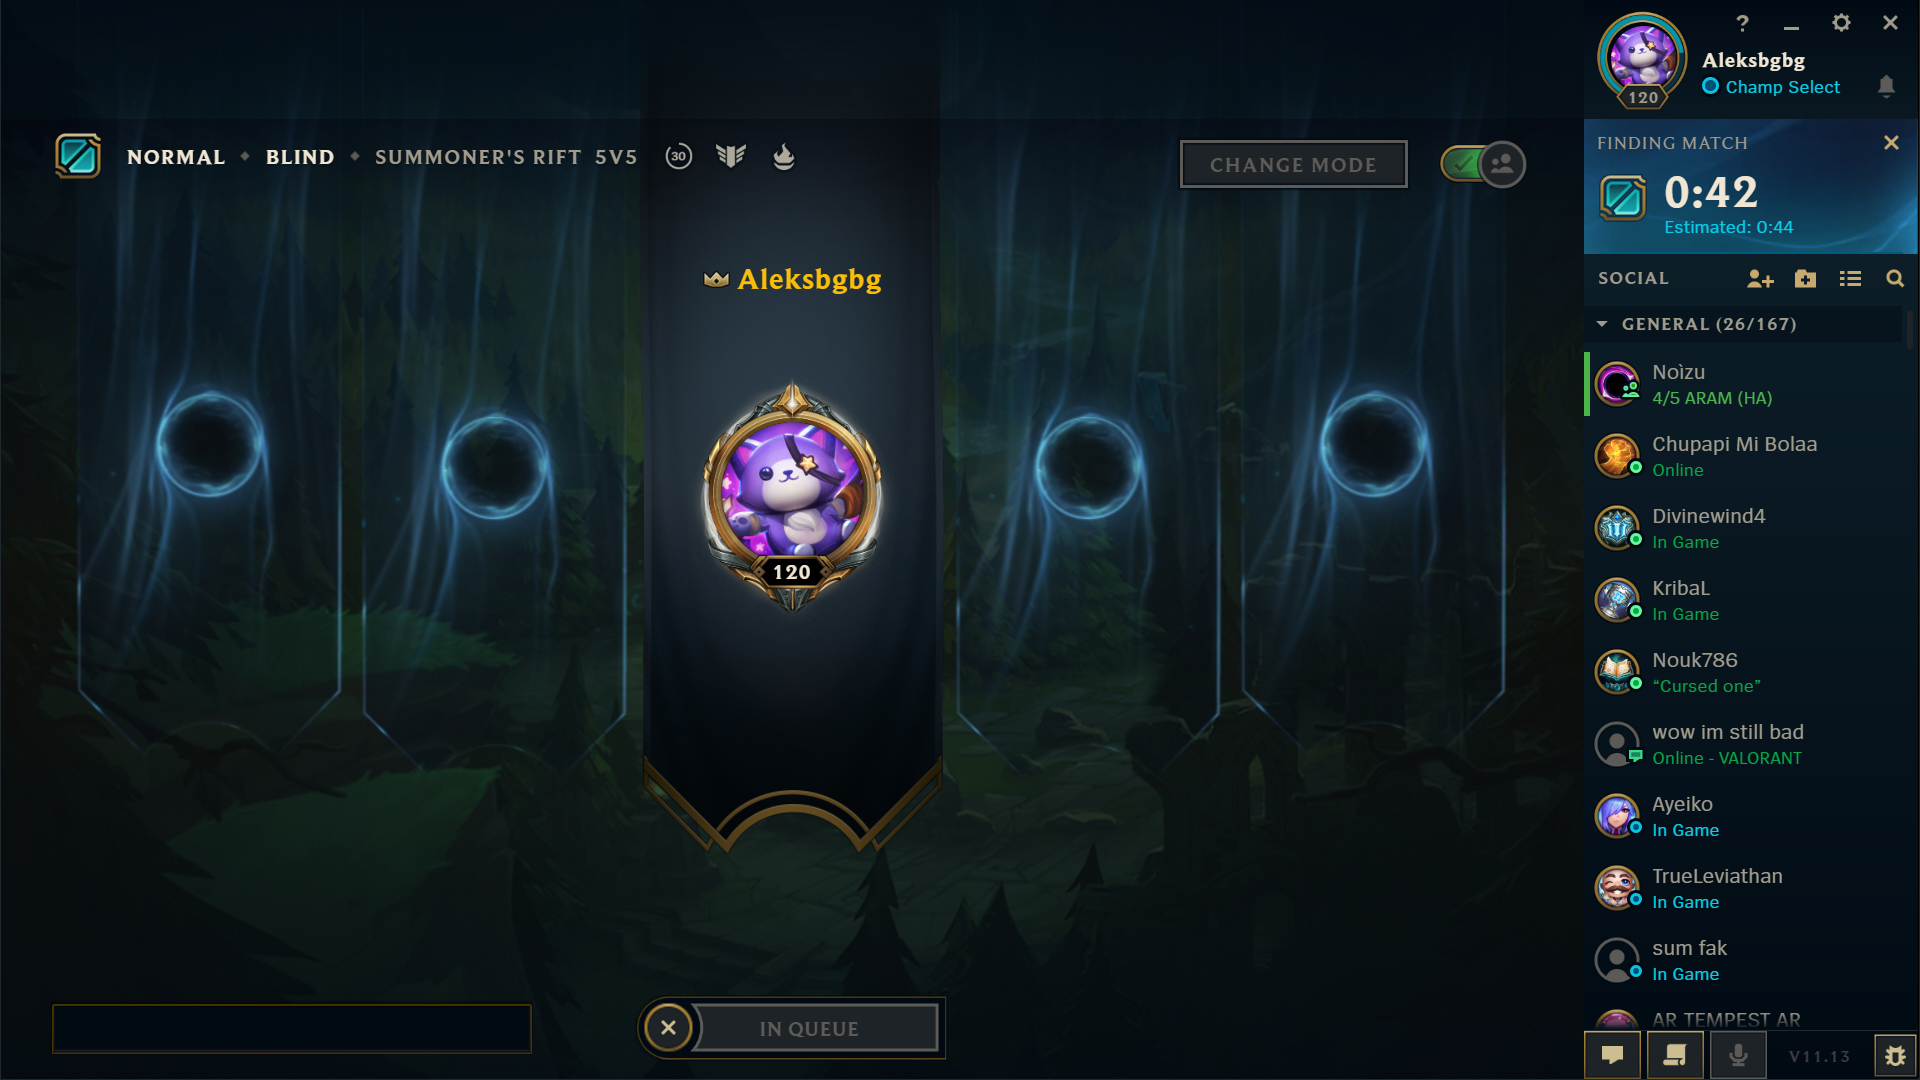 ?
Aleksbgbg
Champ Select
120
NORMAL ◆ BLIND ◆ SUMMONER'S RIFT 5V5
30
CHANGE MODE
FINDING MATCH
0:42
Estimated: 0:44
Aleksbgbg
120
IN QUEUE
SOCIAL
GENERAL (26/167)
Noìzu
4/5 ARAM (HA)
Chupapi Mi Bolaa
Online
Divinewind4
In Game
KribaL
In Game
Nouk786
“Cursed one”
wow im still bad
Online - VALORANT
Ayeiko
In Game
TrueLeviathan
In Game
sum fak
In Game
AR TEMPEST AR
V11.13